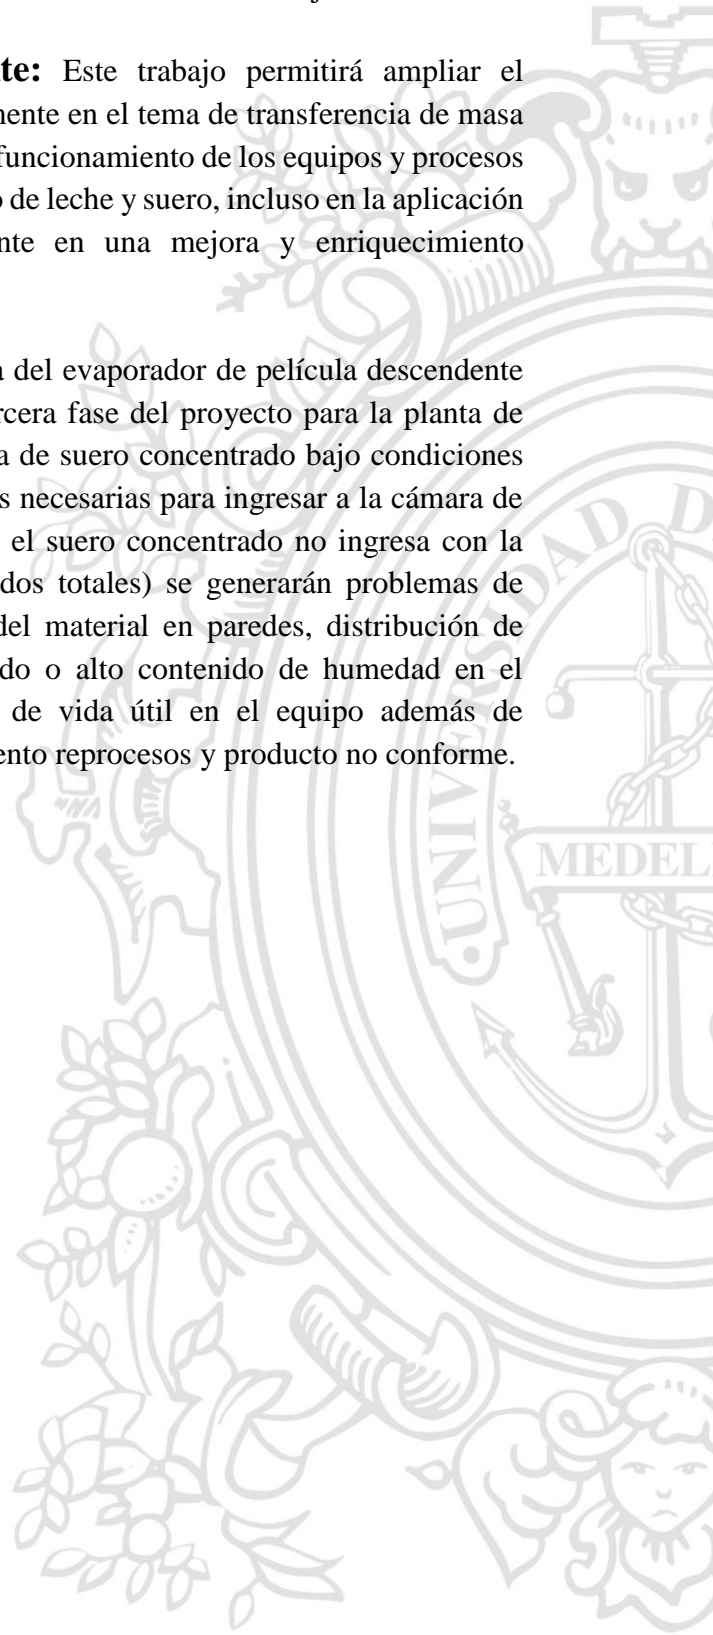 te: Este trabajo permitirá ampliar el
mente en el tema de transferencia de masa
funcionamiento de los equipos y procesos
o de leche y suero, incluso en la aplicación
nte en una mejora y enriquecimiento
a del evaporador de película descendente
rcera fase del proyecto para la planta de
a de suero concentrado bajo condiciones
s necesarias para ingresar a la cámara de
el suero concentrado no ingresa con la
dos totales) se generarán problemas de
del material en paredes, distribución de
do o alto contenido de humedad en el
de vida útil en el equipo además de
ento reprocesos y producto no conforme.
UNIVERSIDAD D
MEDEL